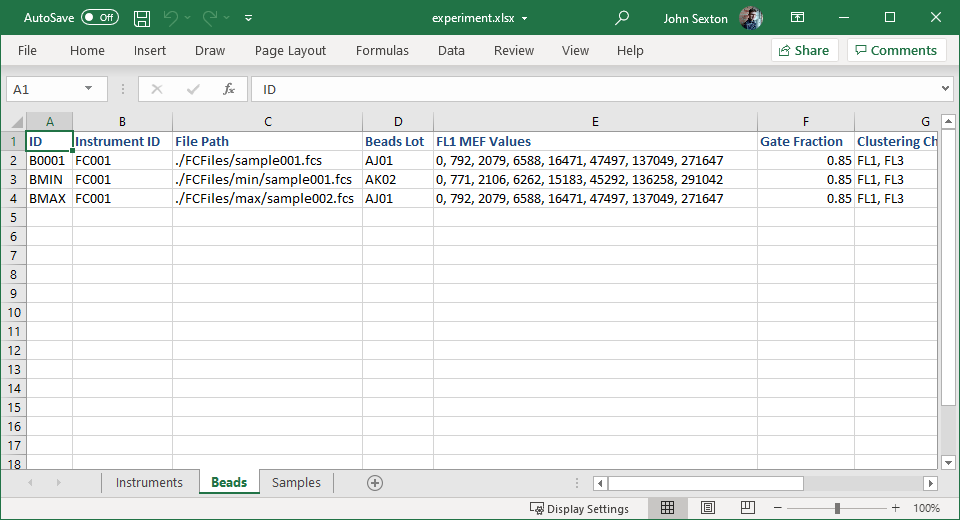 AutoSave Off experiment.xlsx John Sexton
File Home Insert Draw Page Layout Formulas Data Review View Help Share Comments
A1 fx ID
A B C D E F G
1 ID Instrument ID File Path Beads Lot FL1 MEF Values Gate Fraction Clustering Ch
2 B0001 FC001 ./FCFiles/sample001.fcs AJ01 0, 792, 2079, 6588, 16471, 47497, 137049, 271647 0.85 FL1, FL3
3 BMIN FC001 ./FCFiles/min/sample001.fcs AK02 0, 771, 2106, 6262, 15183, 45292, 136258, 291042 0.85 FL1, FL3
4 BMAX FC001 ./FCFiles/max/sample002.fcs AJ01 0, 792, 2079, 6588, 16471, 47497, 137049, 271647 0.85 FL1, FL3
5
6
7
8
9
10
11
12
13
14
15
16
17
18
Instruments Beads Samples
Display Settings 100%